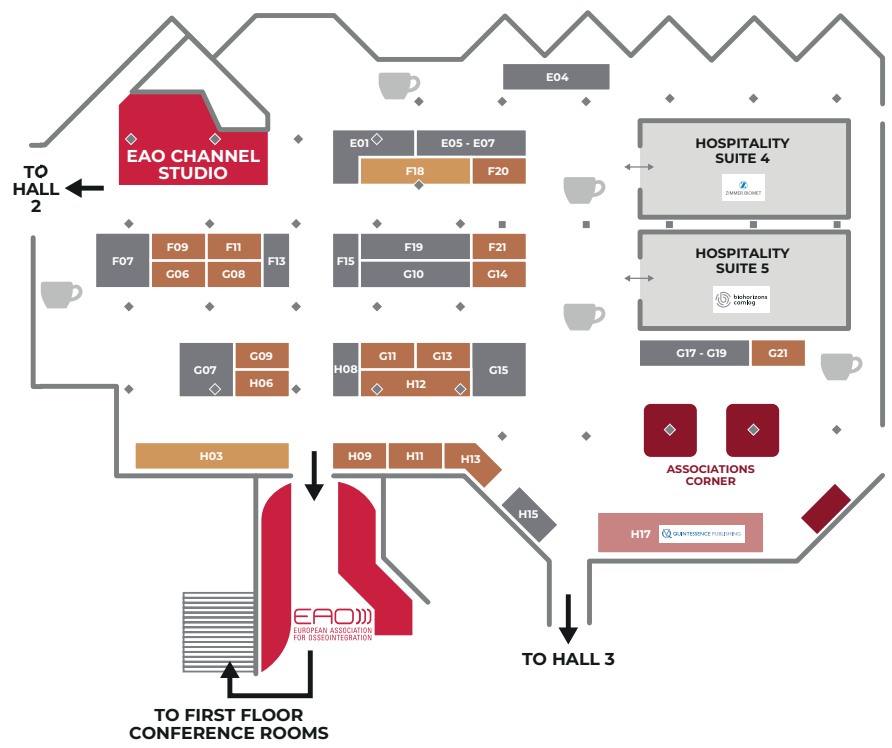 E04
E01
E05 - E07
F18
F20
EAO CHANNEL
STUDIO
TO
HALL
2
HOSPITALITY
SUITE 4
ZIMMER BIOMET
F07
F09
F11
F13
G06
G08
F15
F19
F21
G10
G14
HOSPITALITY
SUITE 5
biohorizons
camlog
G07
G09
H06
H08
G11
G13
H12
G15
G17 - G19
G21
H03
H09
H11
H13
H15
ASSOCIATIONS
CORNER
H17
QUINTESSENCE PUBLISHING
EAO
EUROPEAN ASSOCIATION
FOR OSSEOINTEGRATION
TO HALL 3
TO FIRST FLOOR
CONFERENCE ROOMS